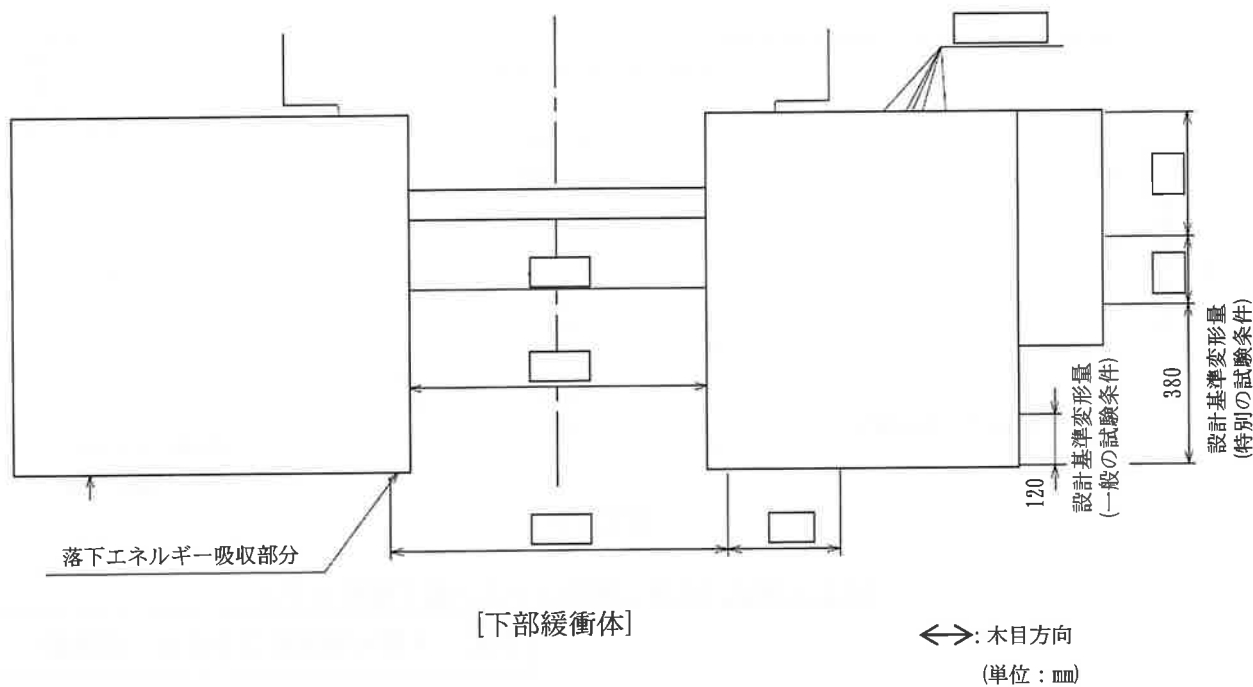 落下エネルギー吸収部分
120
設計基準変形量
(一般の試験条件)
380
設計基準変形量
(特別の試験条件)
[下部緩衝体]
⟷: 木目方向
(単位 : mm)